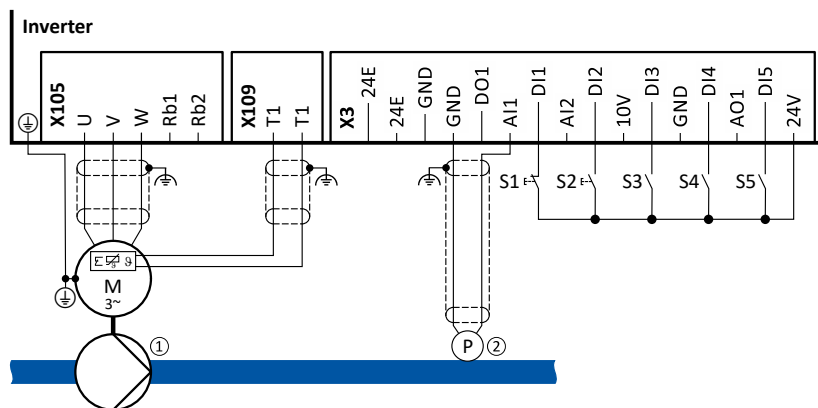 Inverter
X105 U V W Rb1 Rb2
X109 T1 T1
X3 24E 24E GND GND DO1 AI1 DI1 AI2 DI2 10V DI3 GND DI4 AO1 DI5 24V
S1 S2 S3 S4 S5
ϑ
M
3~
1
P 2